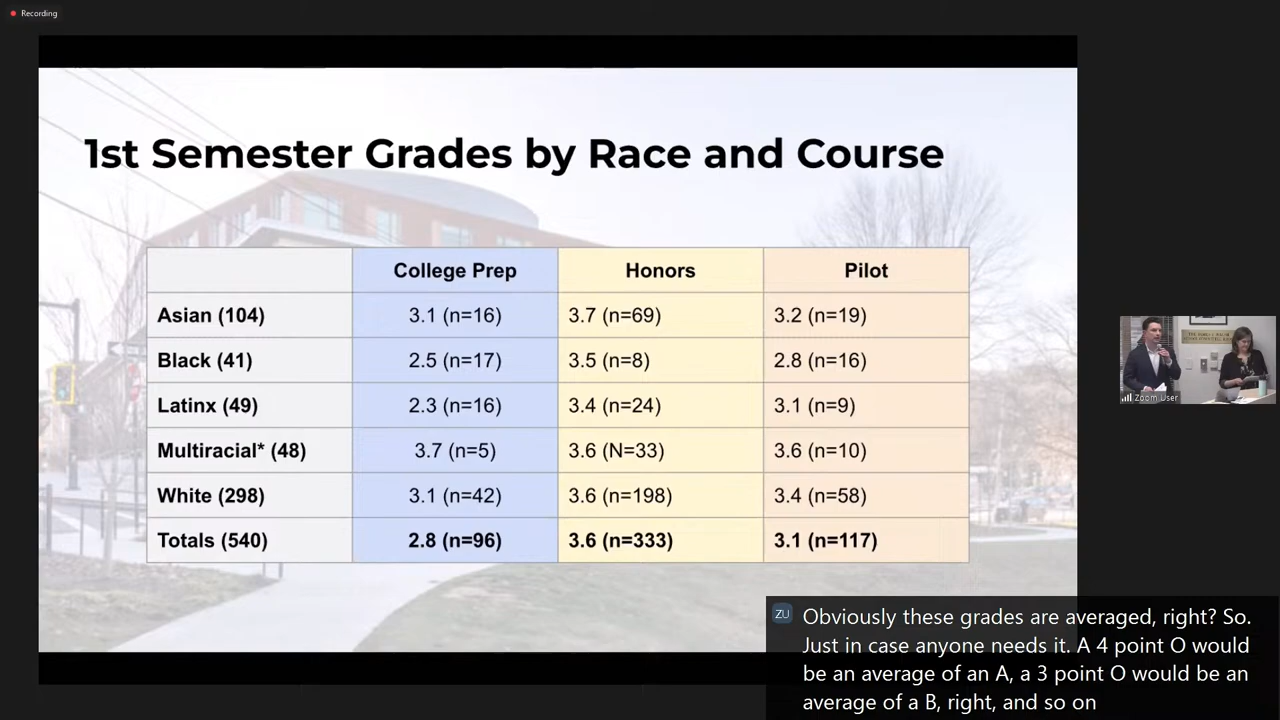 Recording
1st Semester Grades by Race and Course
College Prep Honors Pilot
Asian (104) 3.1 (n=16) 3.7 (n=69) 3.2 (n=19)
Black (41) 2.5 (n=17) 3.5 (n=8) 2.8 (n=16)
Latinx (49) 2.3 (n=16) 3.4 (n=24) 3.1 (n=9)
Multiracial* (48) 3.7 (n=5) 3.6 (N=33) 3.6 (n=10)
White (298) 3.1 (n=42) 3.6 (n=198) 3.4 (n=58)
Totals (540) 2.8 (n=96) 3.6 (n=333) 3.1 (n=117)
Zoom User
ZU
Obviously these grades are averaged, right? So.
Just in case anyone needs it. A 4 point O would
be an average of an A, a 3 point O would be an
average of a B, right, and so on